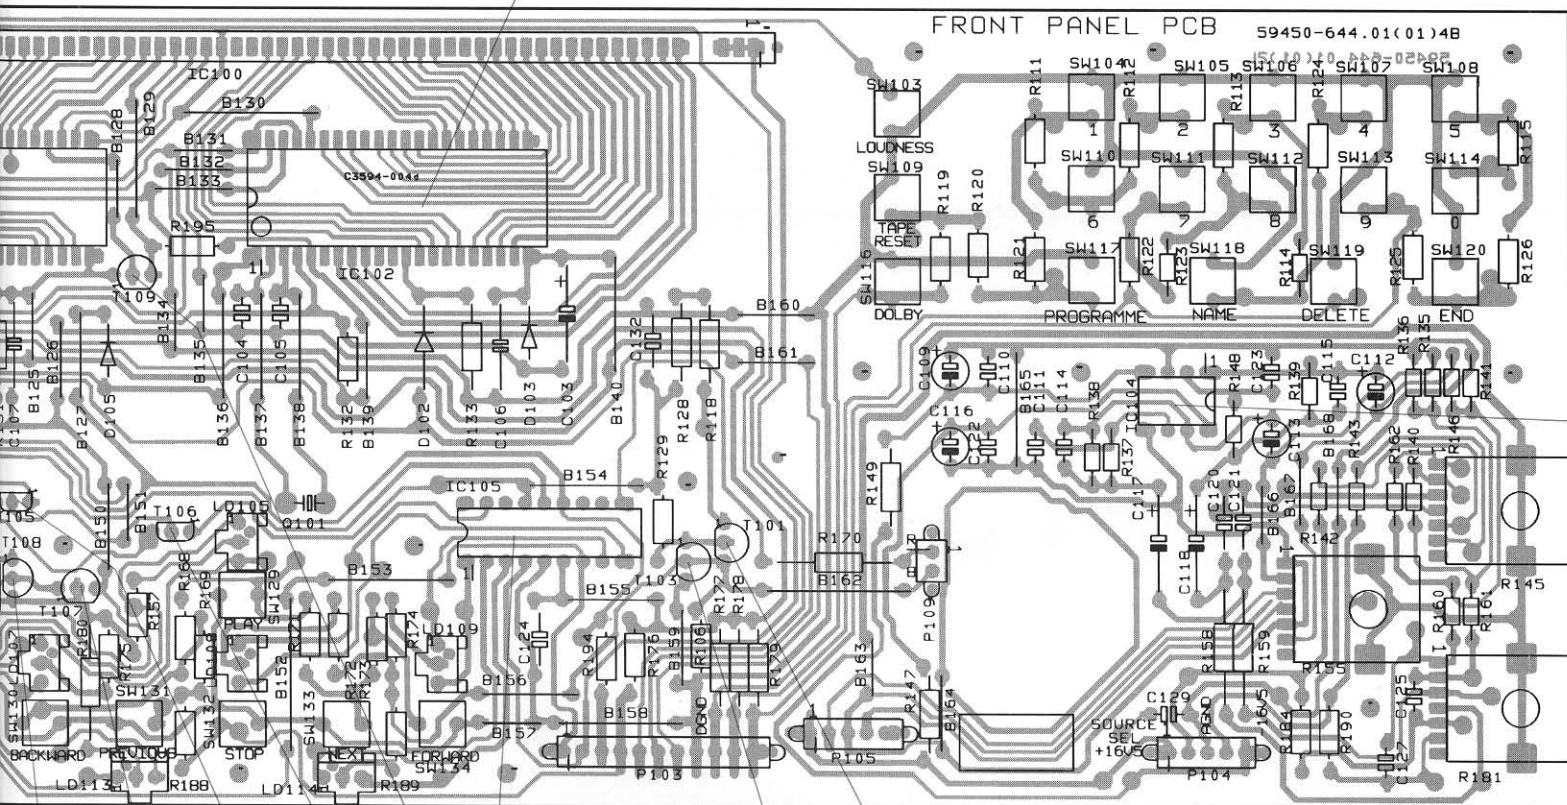 FRONT PANEL PCB
59450-644.01(01)4B
IC100
B128
B129
B130
B131
B132
B133
R195
C3594-004d
IC102
T109
B134
B135
SW103
LOUDNESS
SW109
TAPE
RESET
SW116
DOLBY
R111
SW104
1
R112
SW105
2
R113
SW106
3
R124
SW107
4
SW108
5
R115
R119
R120
SW110
6
SW111
7
SW112
8
SW113
9
SW114
0
R121
SW117
PROGRAMME
R122
R123
SW118
NAME
R114
SW119
DELETE
R125
SW120
END
R126
C107
B125
B126
B127
D105
B136
C104
B137
C105
B138
R132
B139
D102
R133
C106
D103
C103
B140
C132
R128
R118
B160
B161
R129
C109
C110
B165
C111
C114
R138
IC104
1
R148
C123
R139
C115
C112
R136
R135
R141
C116
C122
R137
C113
B168
R143
R162
R140
R146
T108
B150
B151
T106
LD105
Q101
IC105
B154
T101
T103
R149
R170
B162
C117
C118
C120
C121
B166
B167
R142
R145
T107
R180
R175
R157
R168
R169
SW129
PLAY
B153
B155
R171
R172
R173
R174
LD109
C124
R194
R176
B159
R106
R177
R178
R179
P109
B163
R158
R159
R155
R160
R161
LD107
SW130
BACKWARD
SW131
PREVIOUS
SW132
STOP
B152
SW133
NEXT
FORWARD
SW134
B156
B157
B158
DGND
P103
P105
R147
B164
SOURCE
SEL
+16VS
C129
AGND
-16VS
P104
R184
R190
C125
C127
R181
LD113
R188
LD114
R189